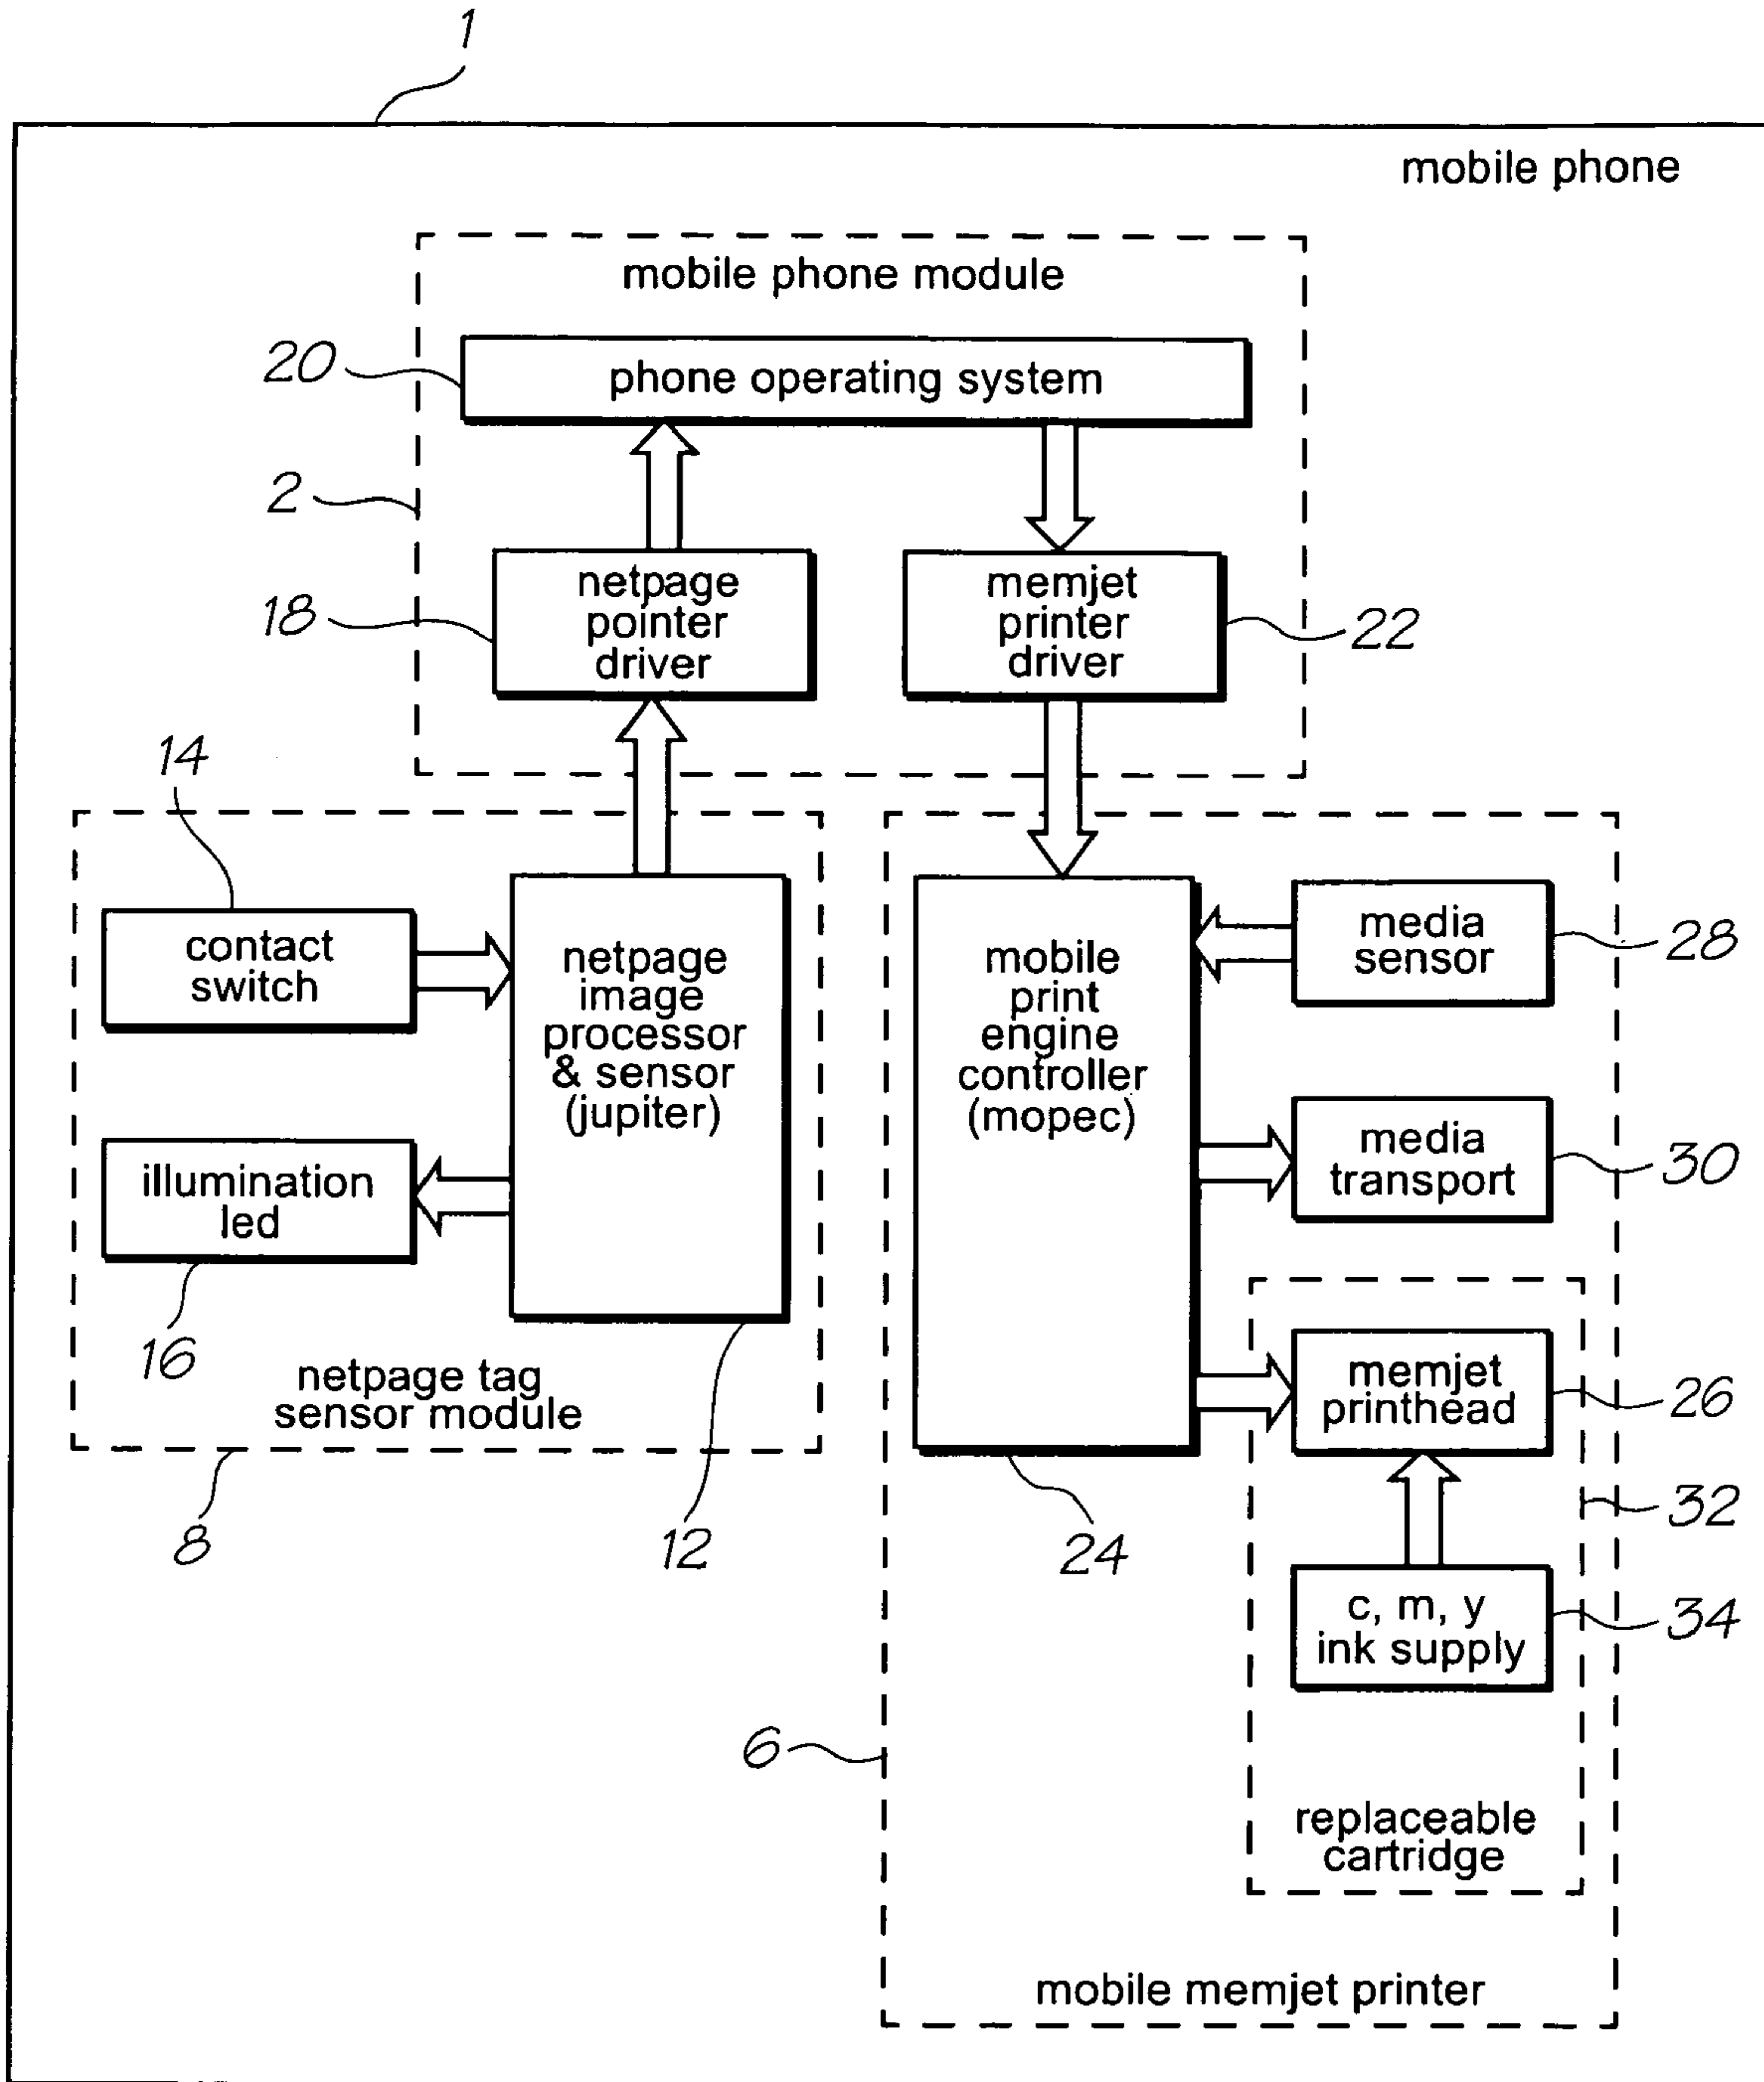 1
mobile phone
mobile phone module
20
phone operating system
2
netpage
pointer
driver
18
memjet
printer
driver
22
14
contact
switch
netpage
image
processor
& sensor
(jupiter)
illumination
led
16
netpage tag
sensor module
8
12
mobile
print
engine
controller
(mopec)
24
media
sensor
28
media
transport
30
memjet
printhead
26
32
c, m, y
ink supply
34
6
replaceable
cartridge
mobile memjet printer